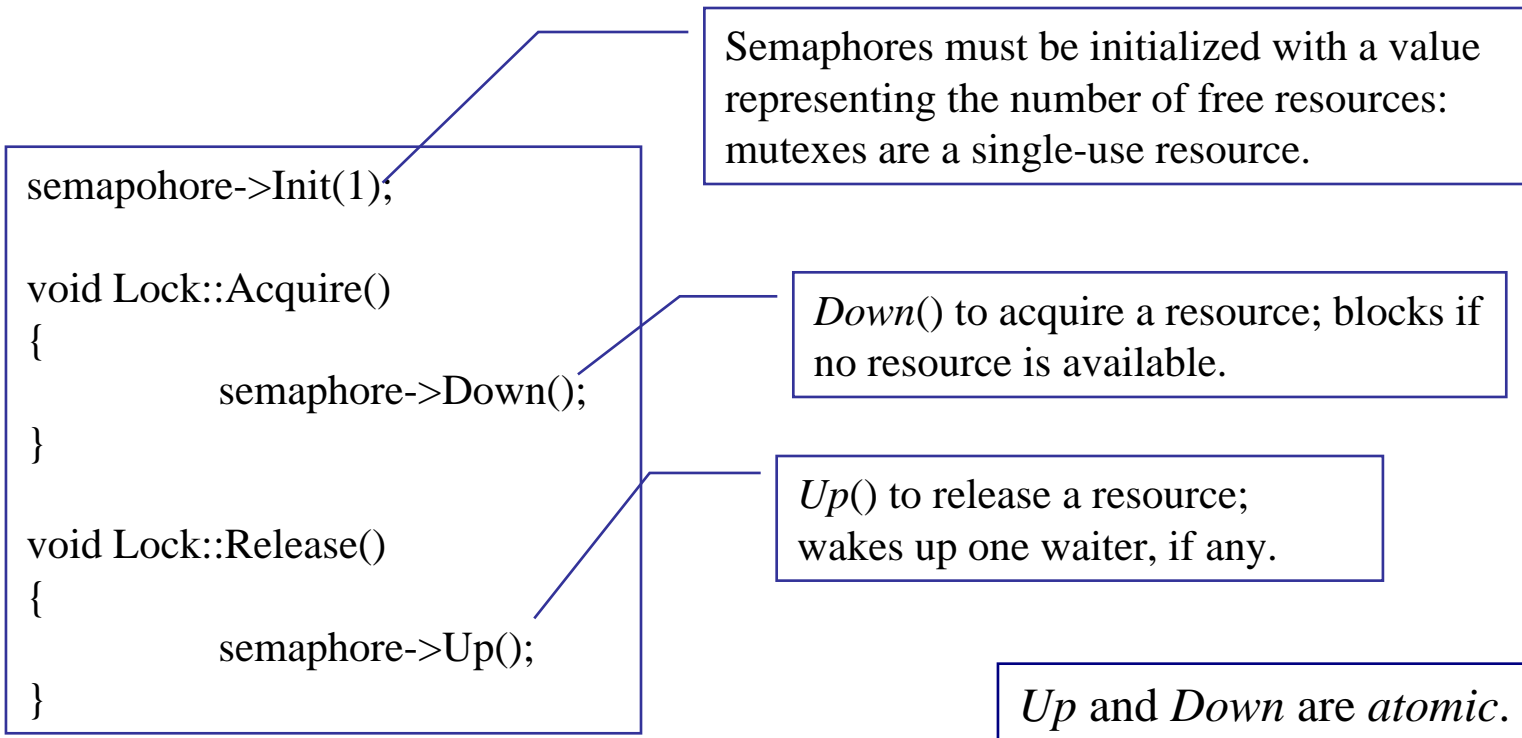 Semaphores must be initialized with a value
representing the number of free resources:
mutexes are a single-use resource.
semapohore->Init(1);
void Lock::Acquire()
{
semaphore->Down();
}
void Lock::Release()
{
semaphore->Up();
}
Down() to acquire a resource; blocks if
no resource is available.
Up() to release a resource;
wakes up one waiter, if any.
Up and Down are atomic.